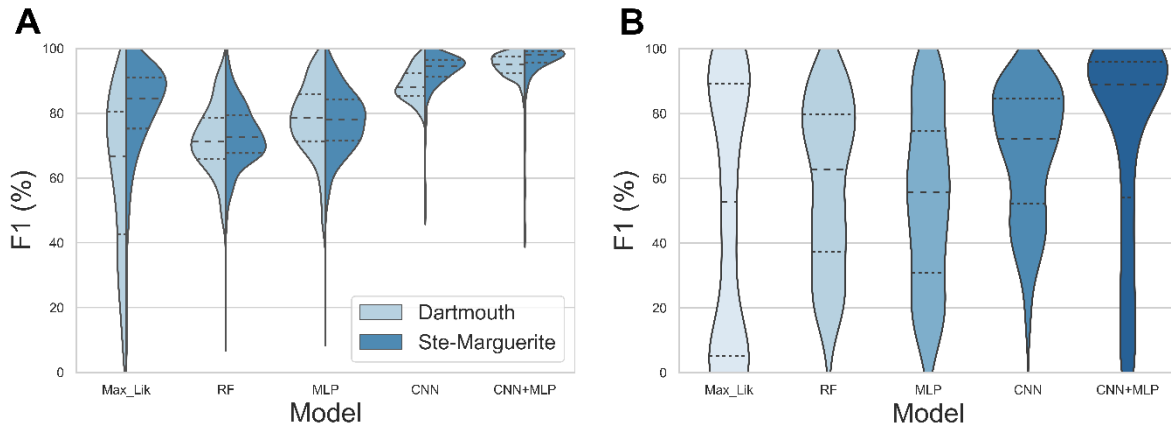 A
100
80
60
40
20
0
F1 (%)
Dartmouth
Ste-Marguerite
Max_Lik RF MLP CNN CNN+MLP
Model
B
100
80
60
40
20
0
F1 (%)
Max_Lik RF MLP CNN CNN+MLP
Model